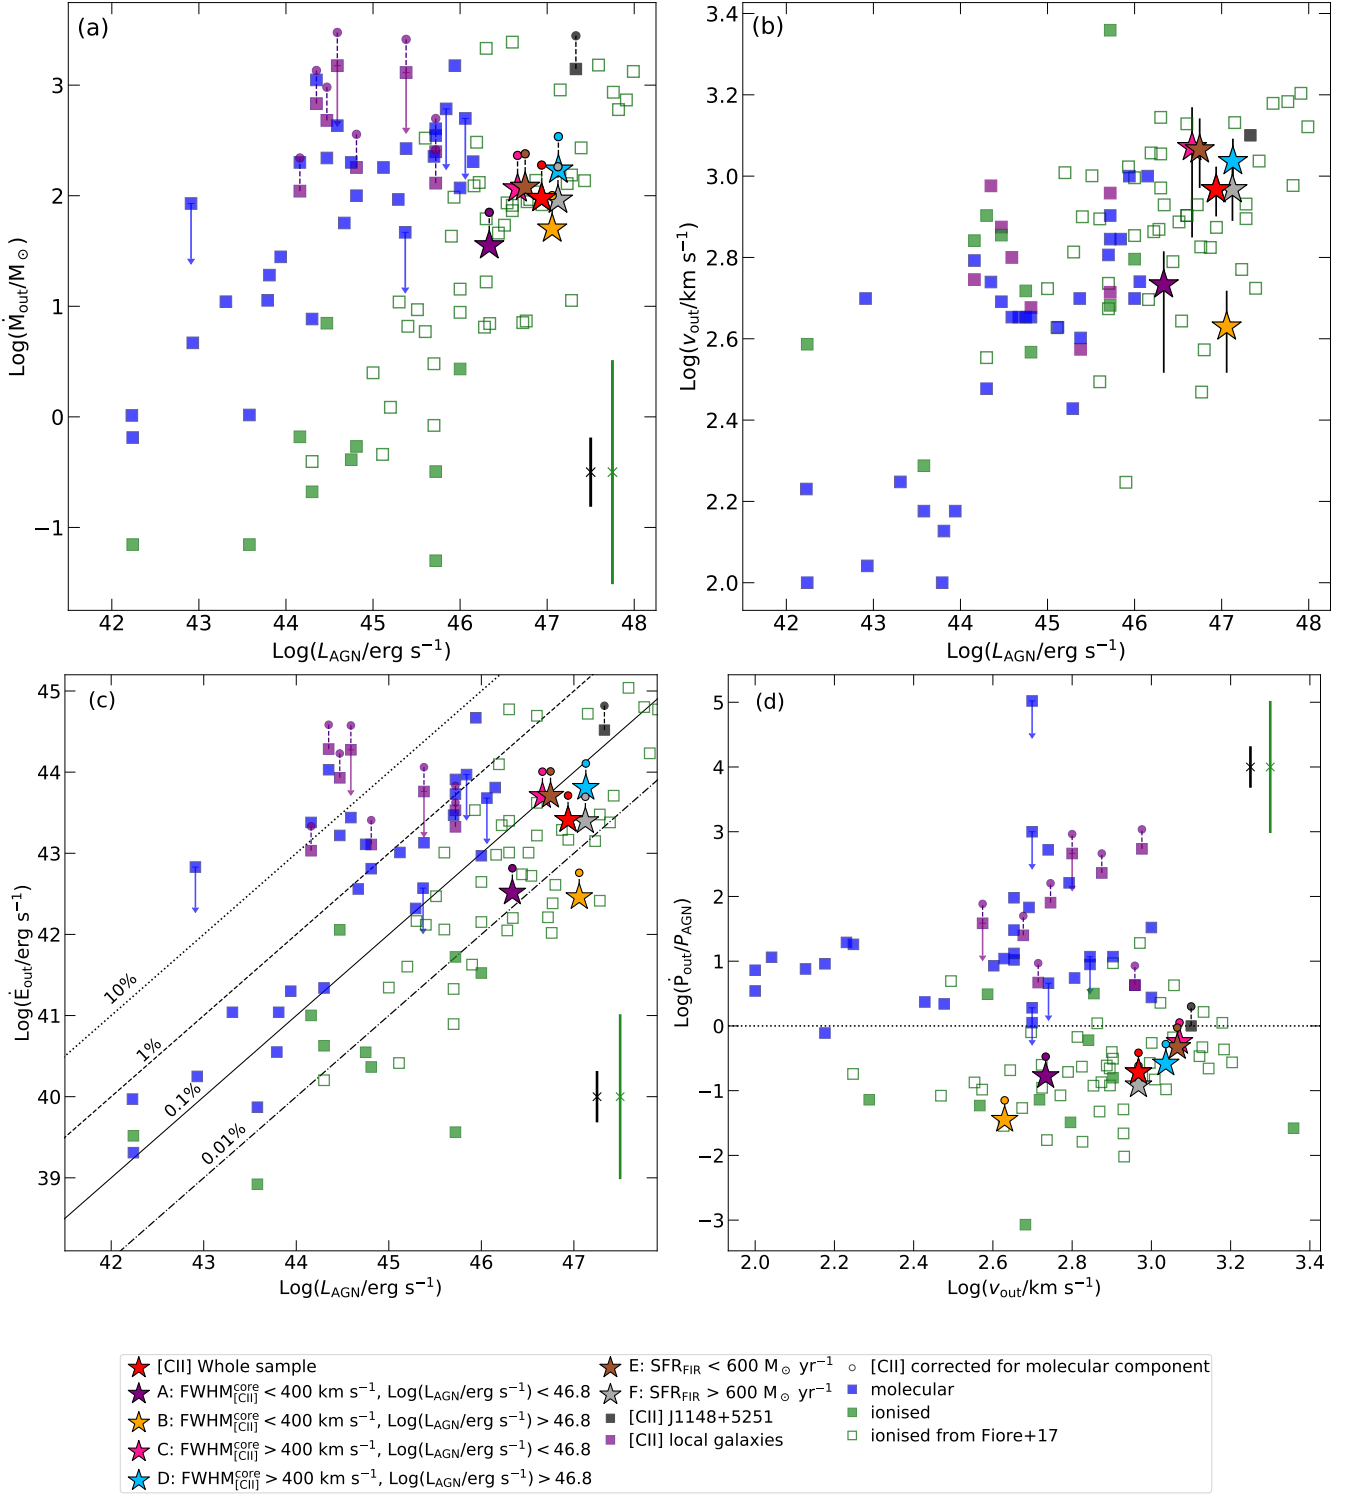 (a)
3
2
1
0
−1
Log(Ṁout/M⊙)
42 43 44 45 46 47 48
Log(LAGN/erg s−1)
(b)
3.4
3.2
3.0
2.8
2.6
2.4
2.2
2.0
Log(vout/km s−1)
42 43 44 45 46 47 48
Log(LAGN/erg s−1)
(c)
45
44
43
42
41
40
39
Log(Ėout/erg s−1)
10%
1%
0.1%
0.01%
42 43 44 45 46 47
Log(LAGN/erg s−1)
(d)
5
4
3
2
1
0
−1
−2
−3
Log(Ṗout/PAGN)
2.0 2.2 2.4 2.6 2.8 3.0 3.2 3.4
Log(vout/km s−1)
[CII] Whole sample
A: FWHM[CII]core < 400 km s−1, Log(LAGN/erg s−1) < 46.8
B: FWHM[CII]core < 400 km s−1, Log(LAGN/erg s−1) > 46.8
C: FWHM[CII]core > 400 km s−1, Log(LAGN/erg s−1) < 46.8
D: FWHM[CII]core > 400 km s−1, Log(LAGN/erg s−1) > 46.8
E: SFRFIR < 600 M⊙ yr−1
F: SFRFIR > 600 M⊙ yr−1
[CII] J1148+5251
[CII] local galaxies
[CII] corrected for molecular component
molecular
ionised
ionised from Fiore+17